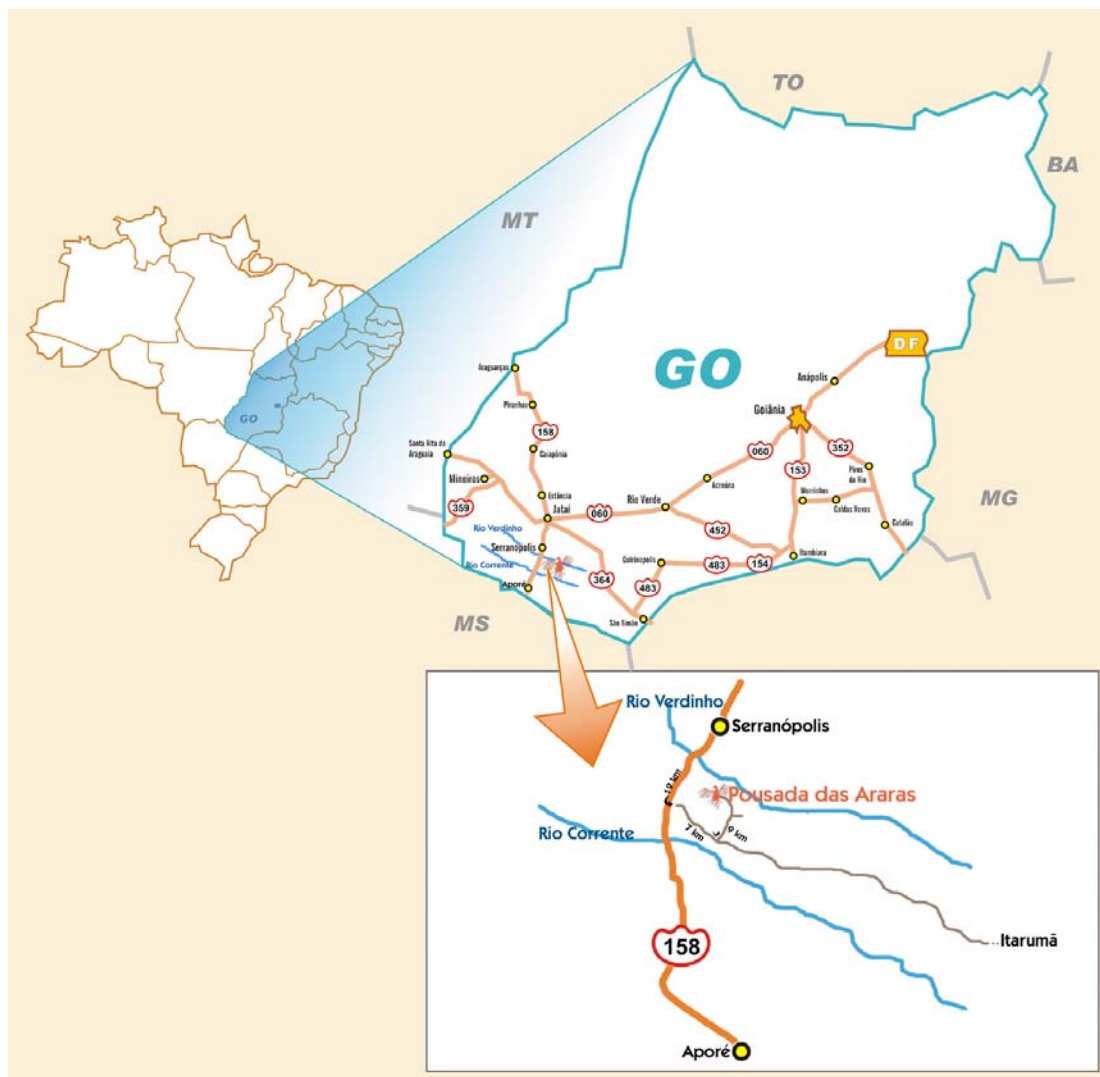 TO
BA
MT
GO
DF
GO
Araguarças
Anápolis
Piranhas
Goiânia
158
352
Santa Rita do
Araguaia
Caiapônia
060
153
Pires
do Rio
Mineiros
Acreúna
Estância
Rio Verde
Morrinhos
Caldas Novas
MG
359
Jataí
060
Rio Verdinho
452
Catalão
Serranópolis
Quirinópolis
Itumbiara
Rio Corrente
483
154
364
483
Aporé
MS
São Simão
Rio Verdinho
Serranópolis
19 km
Pousada das Araras
Rio Corrente
7 km
9 km
158
Itarumã
Aporé